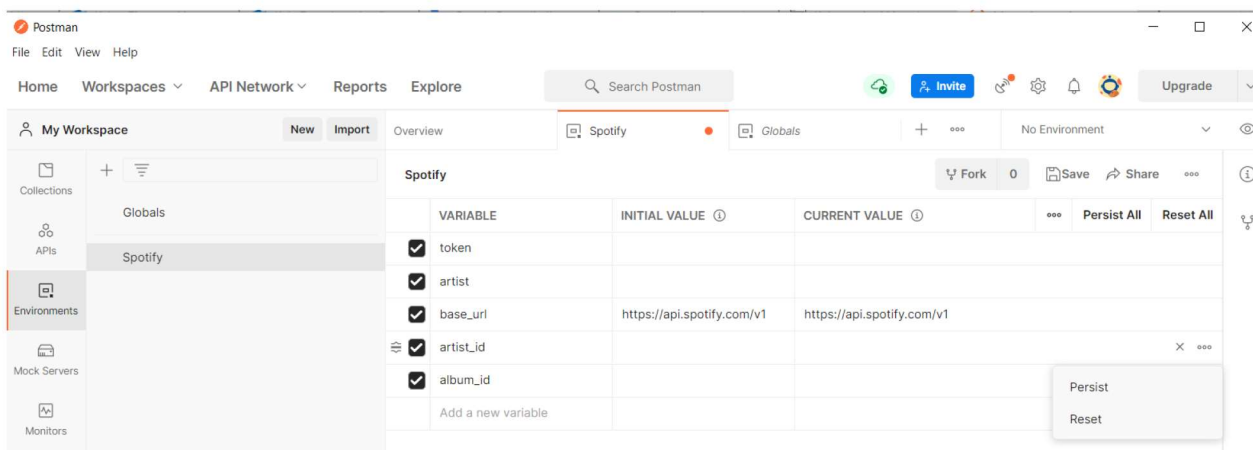 Postman
File Edit View Help
Home Workspaces API Network Reports Explore Search Postman Invite Upgrade
My Workspace New Import Overview Spotify Globals No Environment
Collections
APIs
Environments
Mock Servers
Monitors
Globals
Spotify
Spotify Fork 0 Save Share
VARIABLE INITIAL VALUE CURRENT VALUE Persist All Reset All
token
artist
base_url https://api.spotify.com/v1 https://api.spotify.com/v1
artist_id
album_id
Add a new variable
Persist
Reset